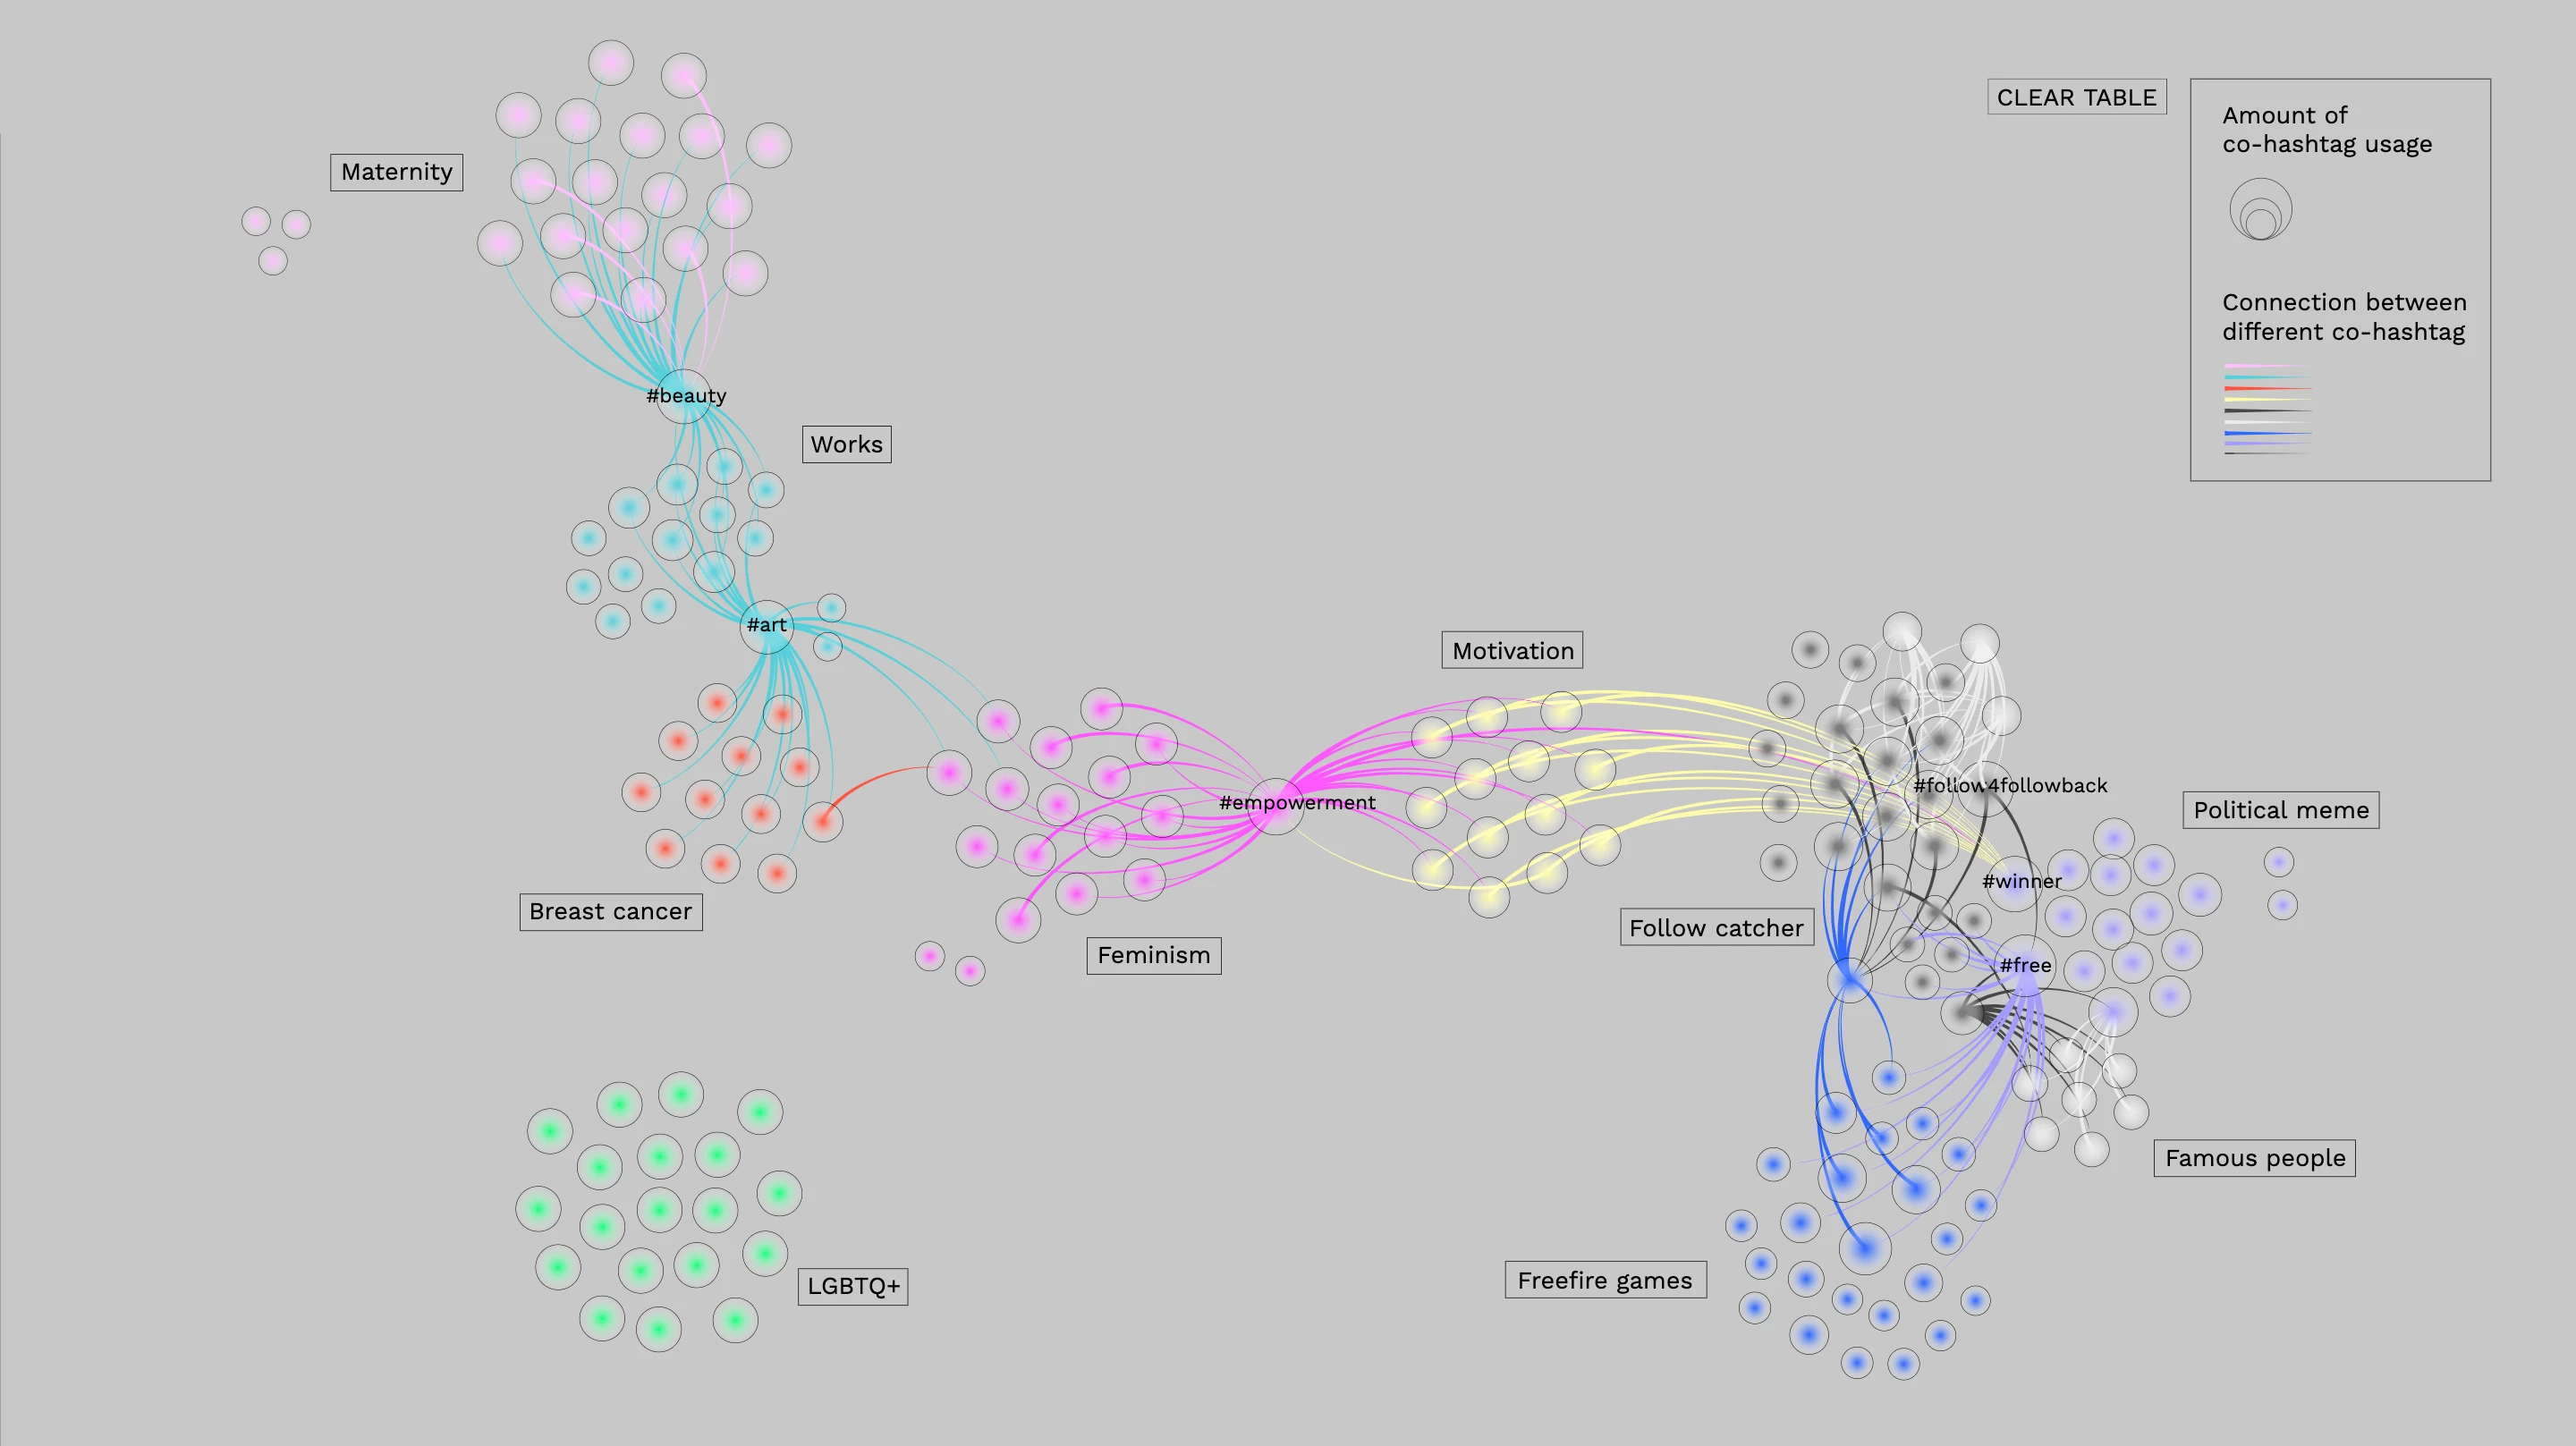 CLEAR TABLE
Amount of
co-hashtag usage
Connection between
different co-hashtag
Maternity
#beauty
Works
#art
Motivation
#empowerment
#follow4followback
Political meme
#winner
Breast cancer
Follow catcher
Feminism
#free
Famous people
Freefire games
LGBTQ+